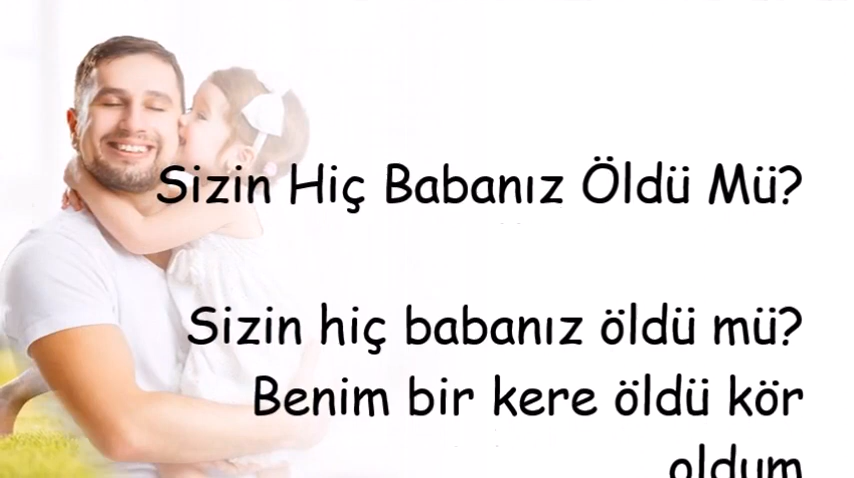 Sizin Hiç Babanız Öldü Mü?
Sizin hiç babanız öldü mü?
Benim bir kere öldü kör
oldum